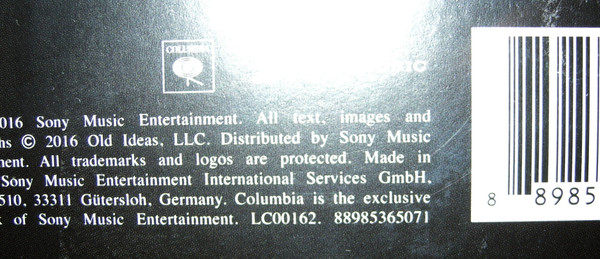 COLUMBIA
016 Sony Music Entertainment. All text, images and
hs © 2016 Old Ideas, LLC. Distributed by Sony Music
ment. All trademarks and logos are protected. Made in
Sony Music Entertainment International Services GmbH,
510, 33311 Gütersloh, Germany. Columbia is the exclusive
k of Sony Music Entertainment. LC00162. 88985365071
8 8985